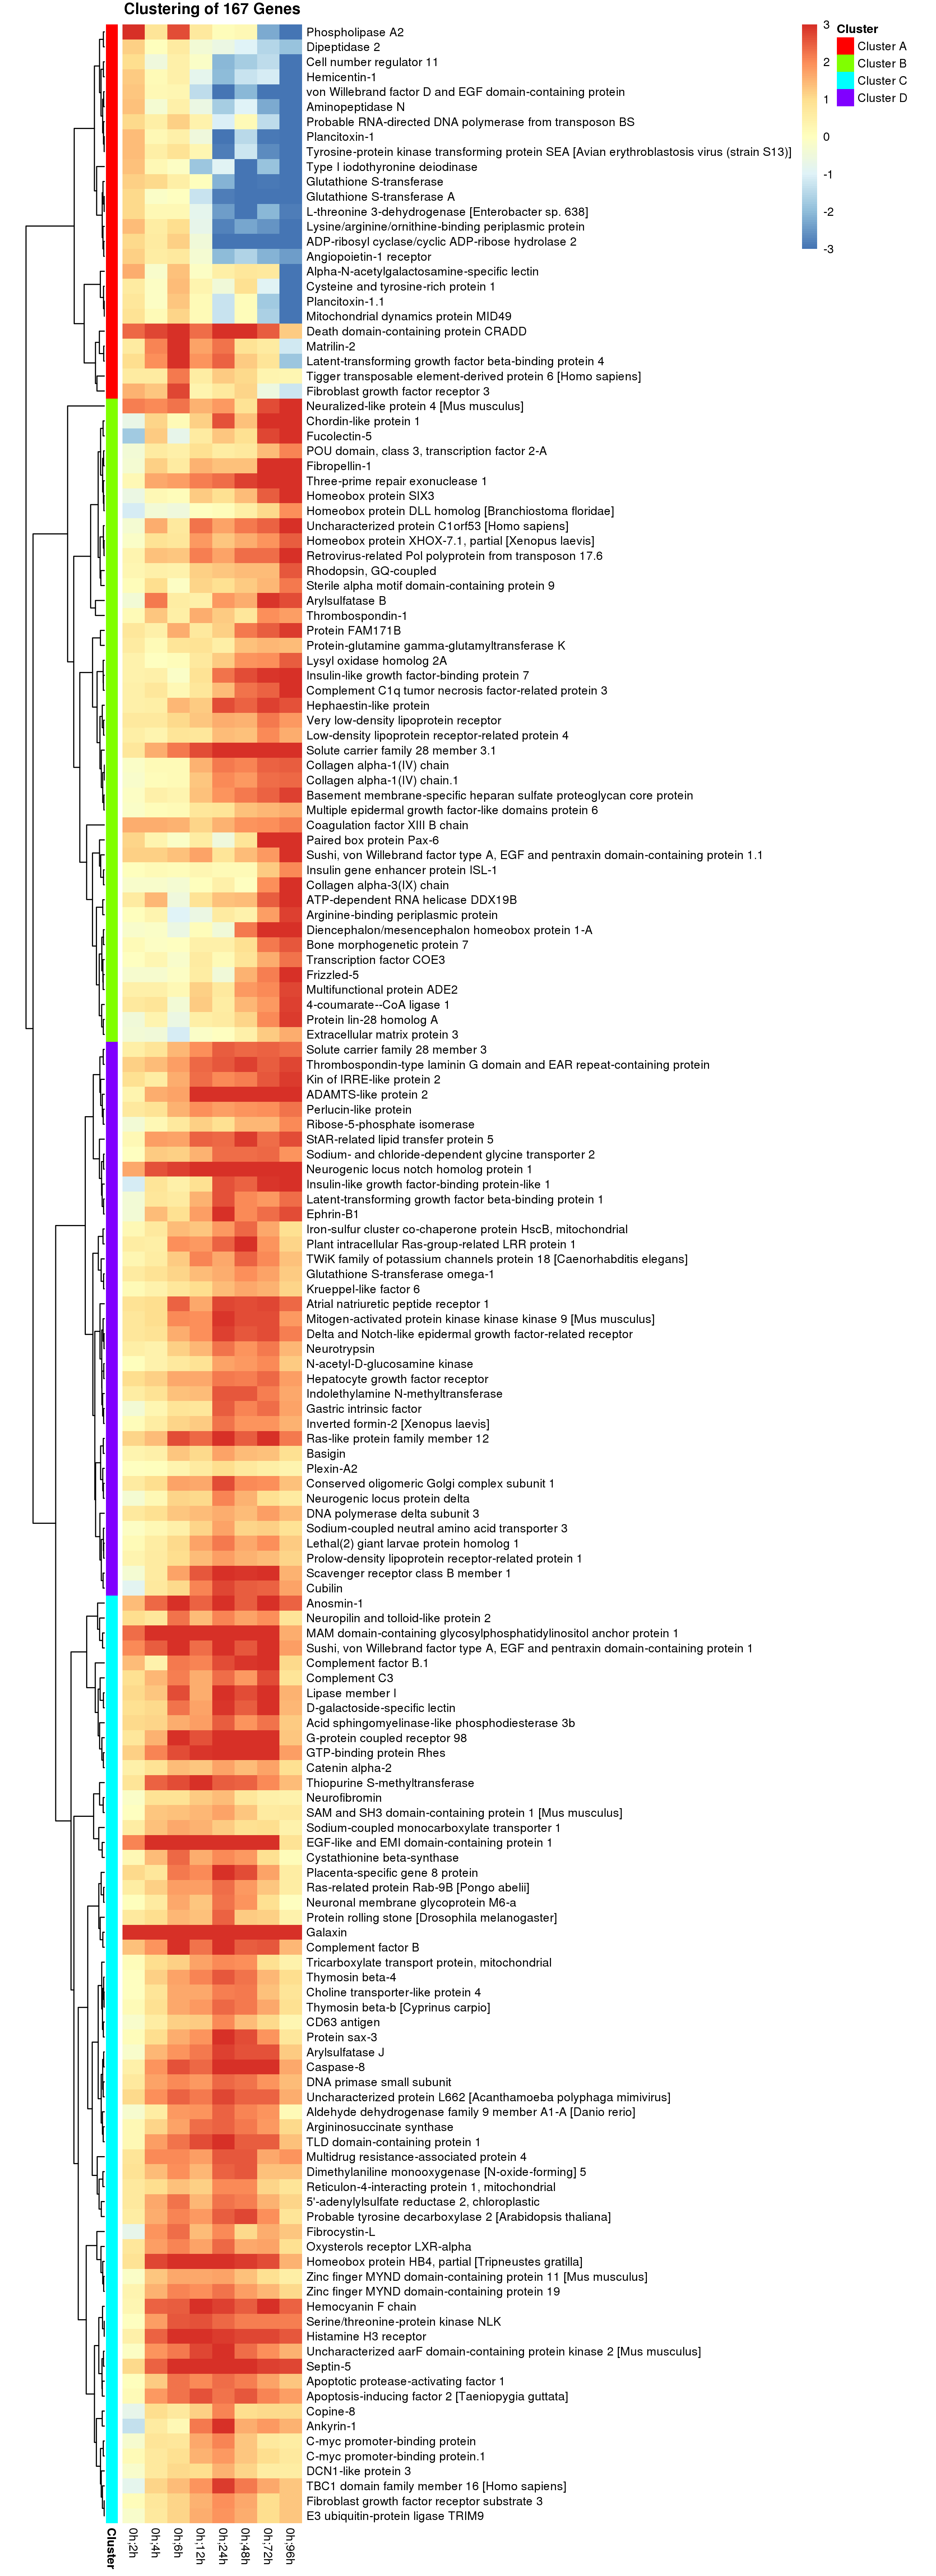 Clustering of 167 Genes
Phospholipase A2
Dipeptidase 2
Cell number regulator 11
Hemicentin-1
von Willebrand factor D and EGF domain-containing protein
Aminopeptidase N
Probable RNA-directed DNA polymerase from transposon BS
Plancitoxin-1
Tyrosine-protein kinase transforming protein SEA [Avian erythroblastosis virus (strain S13)]
Type I iodothyronine deiodinase
Glutathione S-transferase
Glutathione S-transferase A
L-threonine 3-dehydrogenase [Enterobacter sp. 638]
Lysine/arginine/ornithine-binding periplasmic protein
ADP-ribosyl cyclase/cyclic ADP-ribose hydrolase 2
Angiopoietin-1 receptor
Alpha-N-acetylgalactosamine-specific lectin
Cysteine and tyrosine-rich protein 1
Plancitoxin-1.1
Mitochondrial dynamics protein MID49
Death domain-containing protein CRADD
Matrilin-2
Latent-transforming growth factor beta-binding protein 4
Tigger transposable element-derived protein 6 [Homo sapiens]
Fibroblast growth factor receptor 3
Neuralized-like protein 4 [Mus musculus]
Chordin-like protein 1
Fucolectin-5
POU domain, class 3, transcription factor 2-A
Fibropellin-1
Three-prime repair exonuclease 1
Homeobox protein SIX3
Homeobox protein DLL homolog [Branchiostoma floridae]
Uncharacterized protein C1orf53 [Homo sapiens]
Homeobox protein XHOX-7.1, partial [Xenopus laevis]
Retrovirus-related Pol polyprotein from transposon 17.6
Rhodopsin, GQ-coupled
Sterile alpha motif domain-containing protein 9
Arylsulfatase B
Thrombospondin-1
Protein FAM171B
Protein-glutamine gamma-glutamyltransferase K
Lysyl oxidase homolog 2A
Insulin-like growth factor-binding protein 7
Complement C1q tumor necrosis factor-related protein 3
Hephaestin-like protein
Very low-density lipoprotein receptor
Low-density lipoprotein receptor-related protein 4
Solute carrier family 28 member 3.1
Collagen alpha-1(IV) chain
Collagen alpha-1(IV) chain.1
Basement membrane-specific heparan sulfate proteoglycan core protein
Multiple epidermal growth factor-like domains protein 6
Coagulation factor XIII B chain
Paired box protein Pax-6
Sushi, von Willebrand factor type A, EGF and pentraxin domain-containing protein 1.1
Insulin gene enhancer protein ISL-1
Collagen alpha-3(IX) chain
ATP-dependent RNA helicase DDX19B
Arginine-binding periplasmic protein
Diencephalon/mesencephalon homeobox protein 1-A
Bone morphogenetic protein 7
Transcription factor COE3
Frizzled-5
Multifunctional protein ADE2
4-coumarate--CoA ligase 1
Protein lin-28 homolog A
Extracellular matrix protein 3
Solute carrier family 28 member 3
Thrombospondin-type laminin G domain and EAR repeat-containing protein
Kin of IRRE-like protein 2
ADAMTS-like protein 2
Perlucin-like protein
Ribose-5-phosphate isomerase
StAR-related lipid transfer protein 5
Sodium- and chloride-dependent glycine transporter 2
Neurogenic locus notch homolog protein 1
Insulin-like growth factor-binding protein-like 1
Latent-transforming growth factor beta-binding protein 1
Ephrin-B1
Iron-sulfur cluster co-chaperone protein HscB, mitochondrial
Plant intracellular Ras-group-related LRR protein 1
TWiK family of potassium channels protein 18 [Caenorhabditis elegans]
Glutathione S-transferase omega-1
Krueppel-like factor 6
Atrial natriuretic peptide receptor 1
Mitogen-activated protein kinase kinase kinase 9 [Mus musculus]
Delta and Notch-like epidermal growth factor-related receptor
Neurotrypsin
N-acetyl-D-glucosamine kinase
Hepatocyte growth factor receptor
Indolethylamine N-methyltransferase
Gastric intrinsic factor
Inverted formin-2 [Xenopus laevis]
Ras-like protein family member 12
Basigin
Plexin-A2
Conserved oligomeric Golgi complex subunit 1
Neurogenic locus protein delta
DNA polymerase delta subunit 3
Sodium-coupled neutral amino acid transporter 3
Lethal(2) giant larvae protein homolog 1
Prolow-density lipoprotein receptor-related protein 1
Scavenger receptor class B member 1
Cubilin
Anosmin-1
Neuropilin and tolloid-like protein 2
MAM domain-containing glycosylphosphatidylinositol anchor protein 1
Sushi, von Willebrand factor type A, EGF and pentraxin domain-containing protein 1
Complement factor B.1
Complement C3
Lipase member I
D-galactoside-specific lectin
Acid sphingomyelinase-like phosphodiesterase 3b
G-protein coupled receptor 98
GTP-binding protein Rhes
Catenin alpha-2
Thiopurine S-methyltransferase
Neurofibromin
SAM and SH3 domain-containing protein 1 [Mus musculus]
Sodium-coupled monocarboxylate transporter 1
EGF-like and EMI domain-containing protein 1
Cystathionine beta-synthase
Placenta-specific gene 8 protein
Ras-related protein Rab-9B [Pongo abelii]
Neuronal membrane glycoprotein M6-a
Protein rolling stone [Drosophila melanogaster]
Galaxin
Complement factor B
Tricarboxylate transport protein, mitochondrial
Thymosin beta-4
Choline transporter-like protein 4
Thymosin beta-b [Cyprinus carpio]
CD63 antigen
Protein sax-3
Arylsulfatase J
Caspase-8
DNA primase small subunit
Uncharacterized protein L662 [Acanthamoeba polyphaga mimivirus]
Aldehyde dehydrogenase family 9 member A1-A [Danio rerio]
Argininosuccinate synthase
TLD domain-containing protein 1
Multidrug resistance-associated protein 4
Dimethylaniline monooxygenase [N-oxide-forming] 5
Reticulon-4-interacting protein 1, mitochondrial
5'-adenylylsulfate reductase 2, chloroplastic
Probable tyrosine decarboxylase 2 [Arabidopsis thaliana]
Fibrocystin-L
Oxysterols receptor LXR-alpha
Homeobox protein HB4, partial [Tripneustes gratilla]
Zinc finger MYND domain-containing protein 11 [Mus musculus]
Zinc finger MYND domain-containing protein 19
Hemocyanin F chain
Serine/threonine-protein kinase NLK
Histamine H3 receptor
Uncharacterized aarF domain-containing protein kinase 2 [Mus musculus]
Septin-5
Apoptotic protease-activating factor 1
Apoptosis-inducing factor 2 [Taeniopygia guttata]
Copine-8
Ankyrin-1
C-myc promoter-binding protein
C-myc promoter-binding protein.1
DCN1-like protein 3
TBC1 domain family member 16 [Homo sapiens]
Fibroblast growth factor receptor substrate 3
E3 ubiquitin-protein ligase TRIM9
Cluster
0h;2h
0h;4h
0h;6h
0h;12h
0h;24h
0h;48h
0h;72h
0h;96h
3
2
1
0
-1
-2
-3
Cluster
Cluster A
Cluster B
Cluster C
Cluster D